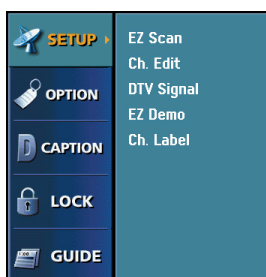 SETUP
OPTION
D CAPTION
LOCK
GUIDE
EZ Scan
Ch. Edit
DTV Signal
EZ Demo
Ch. Label